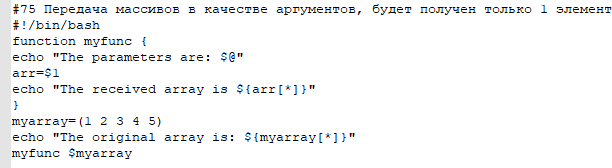 #75 Передача массивов в качестве аргументов, будет получен только 1 элемент
#!/bin/bash
function myfunc {
echo "The parameters are: $@"
arr=$1
echo "The received array is ${arr[*]}"
}
myarray=(1 2 3 4 5)
echo "The original array is: ${myarray[*]}"
myfunc $myarray